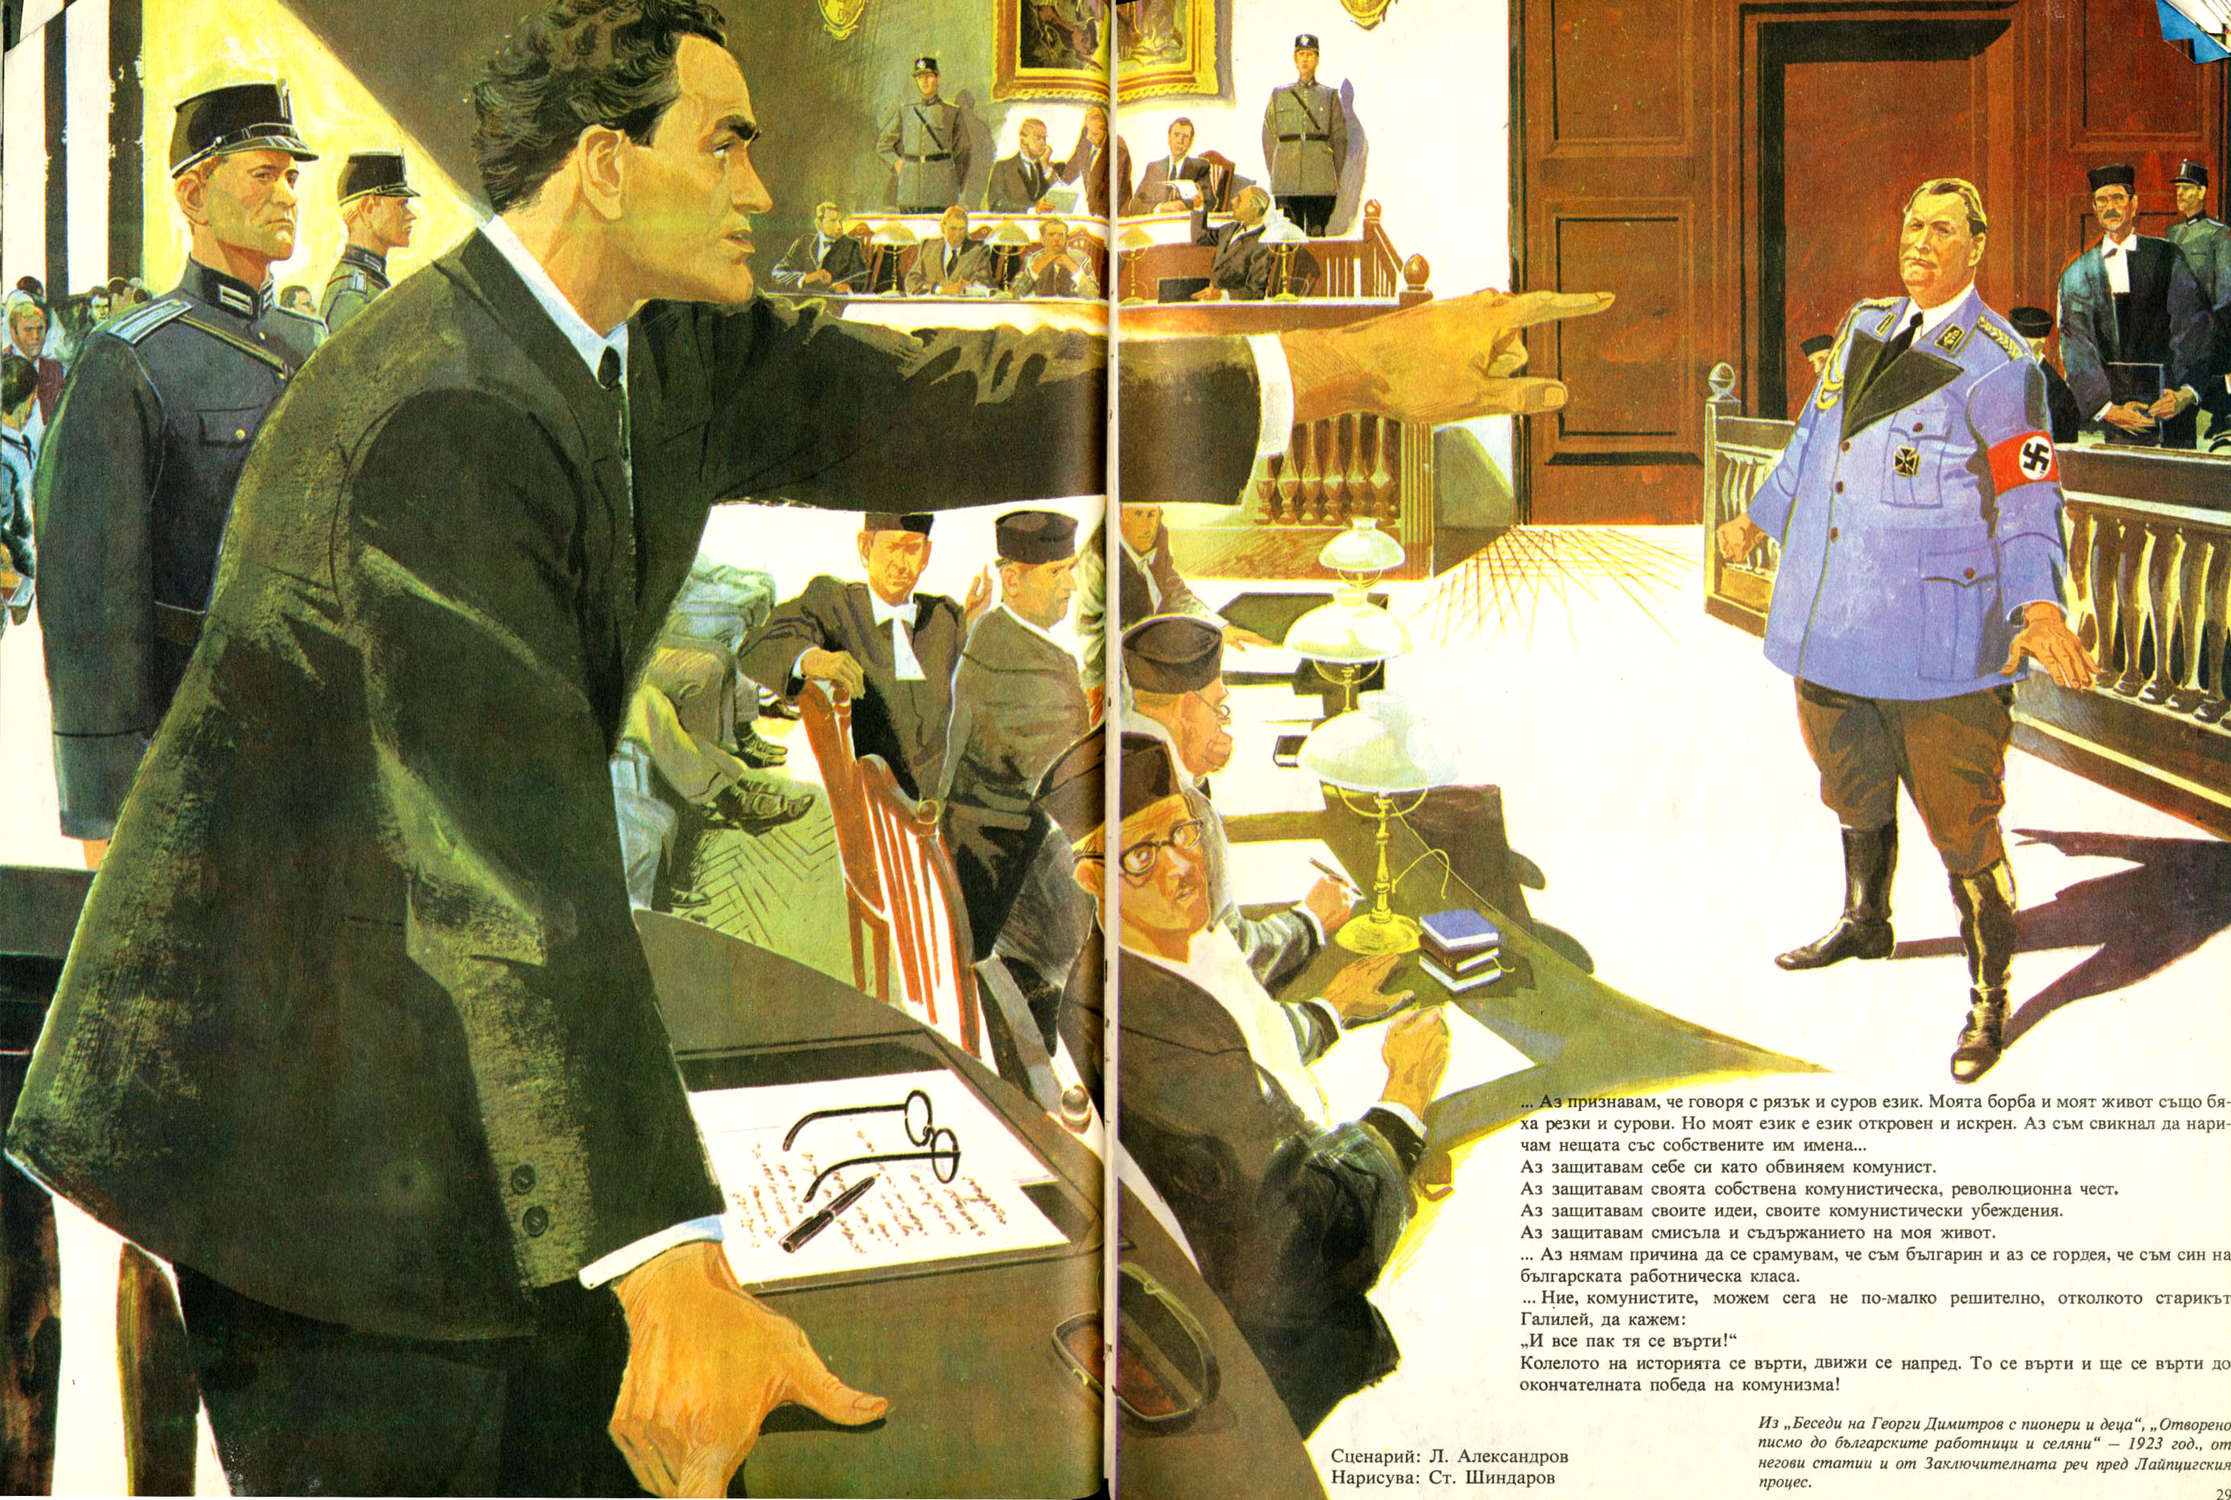 ... Аз признавам, че говоря с рязък и суров език. Моята борба и моят живот също бя-
ха резки и сурови. Но моят език е език откровен и искрен. Аз съм свикнал да нари-
чам нещата със собствените им имена...
Аз защитавам себе си като обвиняем комунист.
Аз защитавам своята собствена комунистическа, революционна чест.
Аз защитавам своите идеи, своите комунистически убеждения.
Аз защитавам смисъла и съдържанието на моя живот.
... Аз нямам причина да се срамувам, че съм българин и аз се гордея, че съм син на
българската работническа класа.
... Ние, комунистите, можем сега не по-малко решително, отколкото старикът
Галилей, да кажем:
„И все пак тя се върти!“
Колелото на историята се върти, движи се напред. То се върти и ще се върти до
окончателната победа на комунизма!
Из „Беседи на Георги Димитров с пионери и деца“, „Отворено
писмо до българските работници и селяни“ — 1923 год., от
негови статии и от Заключителната реч пред Лайпцигския
процес.
Сценарий: Л. Александров
Нарисува: Ст. Шиндаров
29